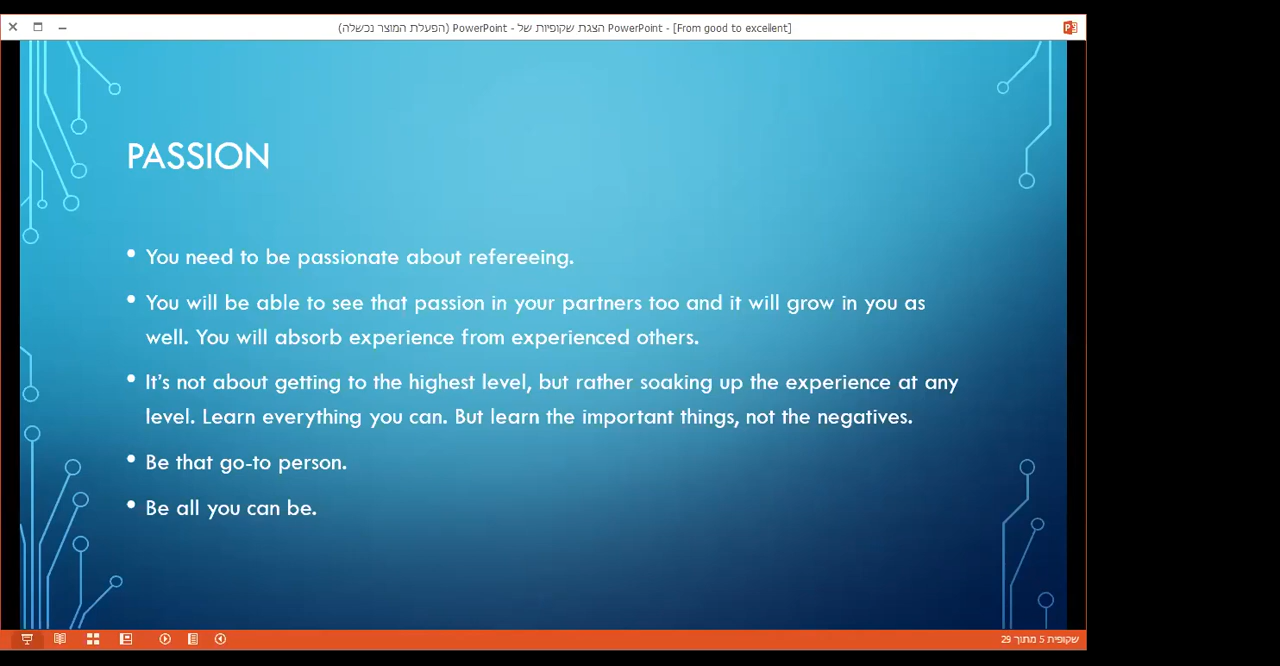 [From good to excellent] - PowerPoint הצגת שקופיות של - PowerPoint (הפעלת המוצר נכשלה)
PASSION
• You need to be passionate about refereeing.
• You will be able to see that passion in your partners too and it will grow in you as
well. You will absorb experience from experienced others.
• It's not about getting to the highest level, but rather soaking up the experience at any
level. Learn everything you can. But learn the important things, not the negatives.
• Be that go-to person.
• Be all you can be.
שקופית 5 מתוך 29